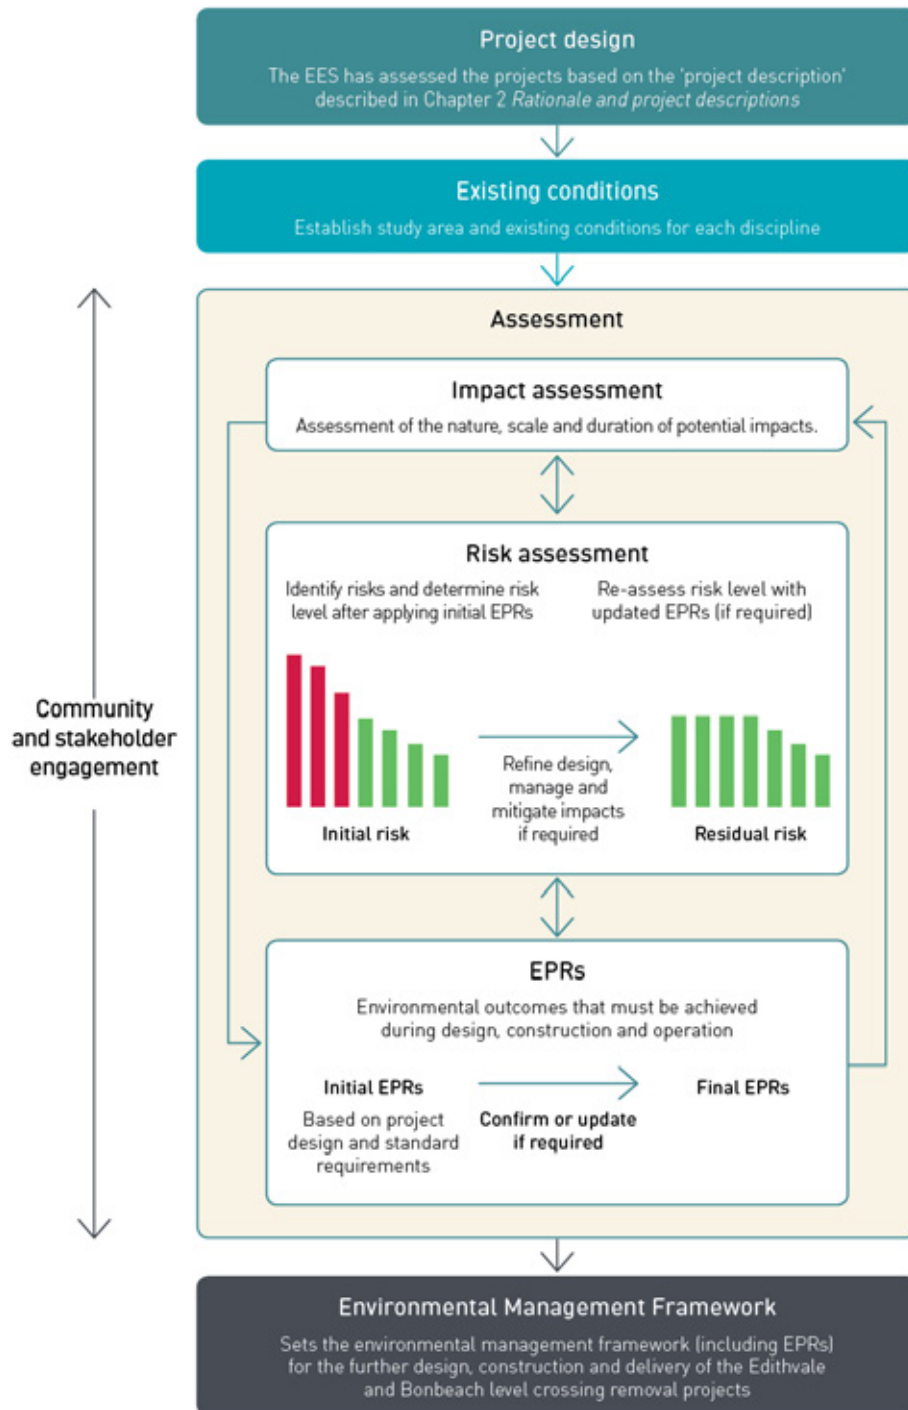 Project design
The EES has assessed the projects based on the 'project description'
described in Chapter 2 Rationale and project descriptions
Existing conditions
Establish study area and existing conditions for each discipline
Assessment
Impact assessment
Assessment of the nature, scale and duration of potential impacts.
Risk assessment
Identify risks and determine risk
level after applying initial EPRs
Re-assess risk level with
updated EPRs (if required)
Community
and stakeholder
engagement
Refine design,
manage and
mitigate impacts
if required
Initial risk
Residual risk
EPRs
Environmental outcomes that must be achieved
during design, construction and operation
Initial EPRs
Based on project
design and standard
requirements
Confirm or update
if required
Final EPRs
Environmental Management Framework
Sets the environmental management framework (including EPRs)
for the further design, construction and delivery of the Edithvale
and Bonbeach level crossing removal projects